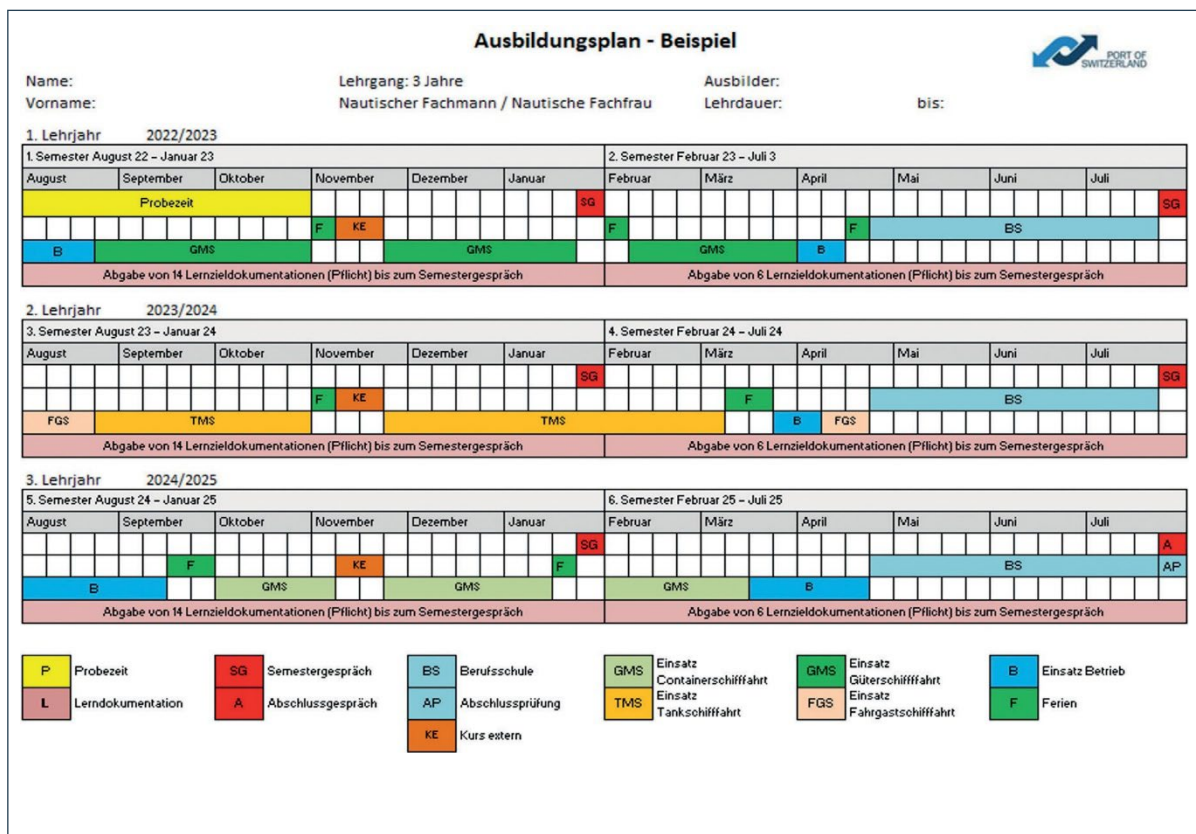 Ausbildungsplan - Beispiel
PORT OF
SWITZERLAND
Name: Lehrgang: 3 Jahre Ausbilder:
Vorname: Nautischer Fachmann / Nautische Fachfrau Lehrdauer: bis:
1. Lehrjahr 2022/2023
1. Semester August 22 – Januar 23 2. Semester Februar 23 – Juli 3
August September Oktober November Dezember Januar Februar März April Mai Juni Juli
Probezeit SG SG
F KE F F BS
B GMS GMS GMS B
Abgabe von 14 Lernzieldokumentationen (Pflicht) bis zum Semestergespräch Abgabe von 6 Lernzieldokumentationen (Pflicht) bis zum Semestergespräch
2. Lehrjahr 2023/2024
3. Semester August 23 – Januar 24 4. Semester Februar 24 – Juli 24
August September Oktober November Dezember Januar Februar März April Mai Juni Juli
SG SG
F KE F BS
FGS TMS TMS B FGS
Abgabe von 14 Lernzieldokumentationen (Pflicht) bis zum Semestergespräch Abgabe von 6 Lernzieldokumentationen (Pflicht) bis zum Semestergespräch
3. Lehrjahr 2024/2025
5. Semester August 24 – Januar 25 6. Semester Februar 25 – Juli 25
August September Oktober November Dezember Januar Februar März April Mai Juni Juli
SG A
F KE F BS AP
B GMS GMS GMS B
Abgabe von 14 Lernzieldokumentationen (Pflicht) bis zum Semestergespräch Abgabe von 6 Lernzieldokumentationen (Pflicht) bis zum Semestergespräch
P Probezeit SG Semestergespräch BS Berufsschule GMS Einsatz Containerschifffahrt GMS Einsatz Güterschifffahrt B Einsatz Betrieb
L Lerndokumentation A Abschlussgespräch AP Abschlussprüfung TMS Einsatz Tankschifffahrt FGS Einsatz Fahrgastschifffahrt F Ferien
KE Kurs extern